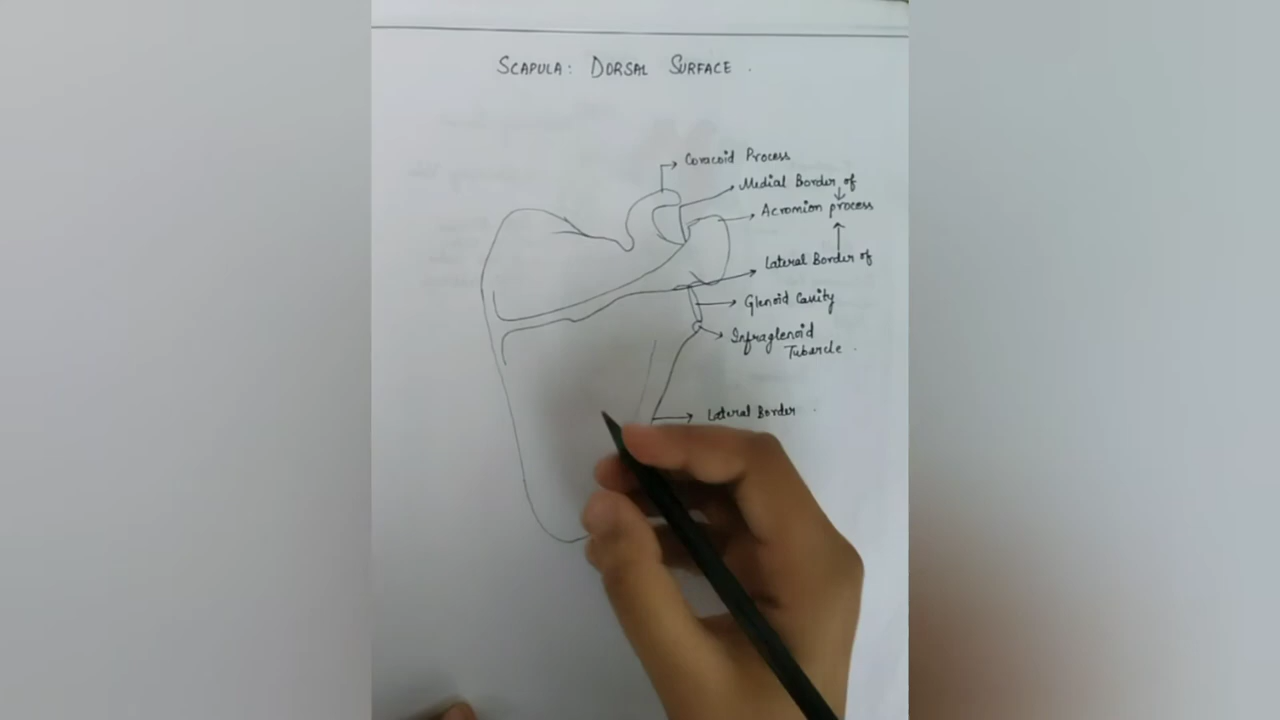 SCAPULA: DORSAL SURFACE.
Coracoid Process
Medial Border of
Acromion process
Lateral Border of
Glenoid Cavity
Infraglenoid
Tubercle.
Lateral Border.